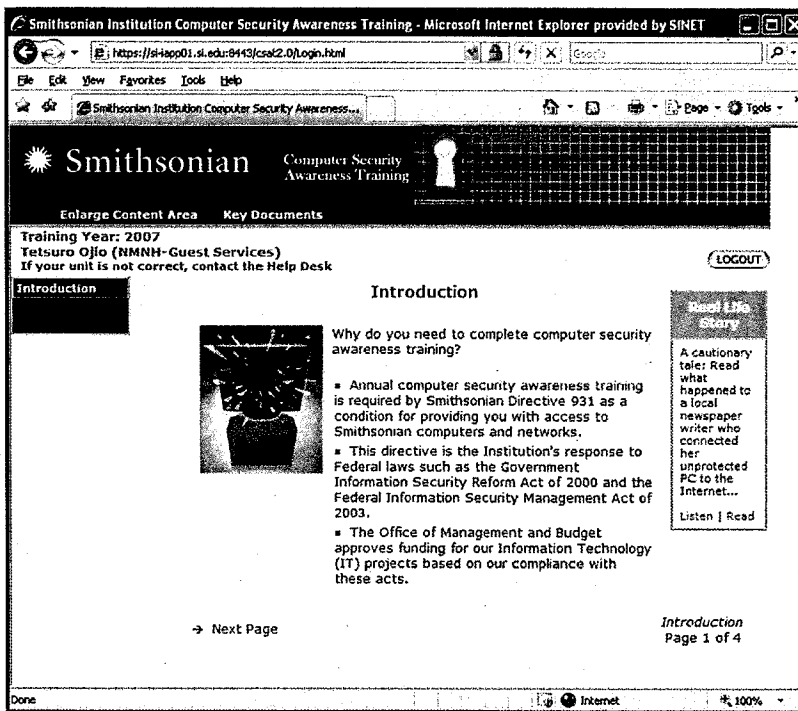 Smithsonian Institution Computer Security Awareness Training - Microsoft Internet Explorer provided by SINET
https://si-iapp01.si.edu:8443/csat2.0/Login.html
Google
File Edit View Favorites Tools Help
Smithsonian Institution Computer Security Awareness...
Page Tools
Smithsonian
Computer Security
Awareness Training
Enlarge Content Area Key Documents
Training Year: 2007
Tetsuro Ojio (NMNH-Guest Services)
If your unit is not correct, contact the Help Desk
LOGOUT
Introduction
Introduction
Why do you need to complete computer security
awareness training?
▪ Annual computer security awareness training
is required by Smithsonian Directive 931 as a
condition for providing you with access to
Smithsonian computers and networks.
▪ This directive is the Institution's response to
Federal laws such as the Government
Information Security Reform Act of 2000 and the
Federal Information Security Management Act of
2003.
▪ The Office of Management and Budget
approves funding for our Information Technology
(IT) projects based on our compliance with
these acts.
Real Life
Story
A cautionary
tale: Read
what
happened to
a local
newspaper
writer who
connected
her
unprotected
PC to the
Internet...
Listen | Read
→ Next Page
Introduction
Page 1 of 4
Done
Internet
100%